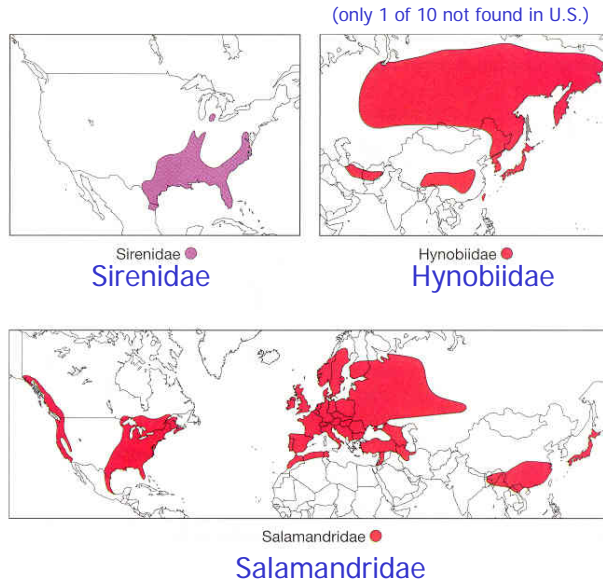 (only 1 of 10 not found in U.S.)
Sirenidae
Sirenidae
Hynobiidae
Hynobiidae
Salamandridae
Salamandridae